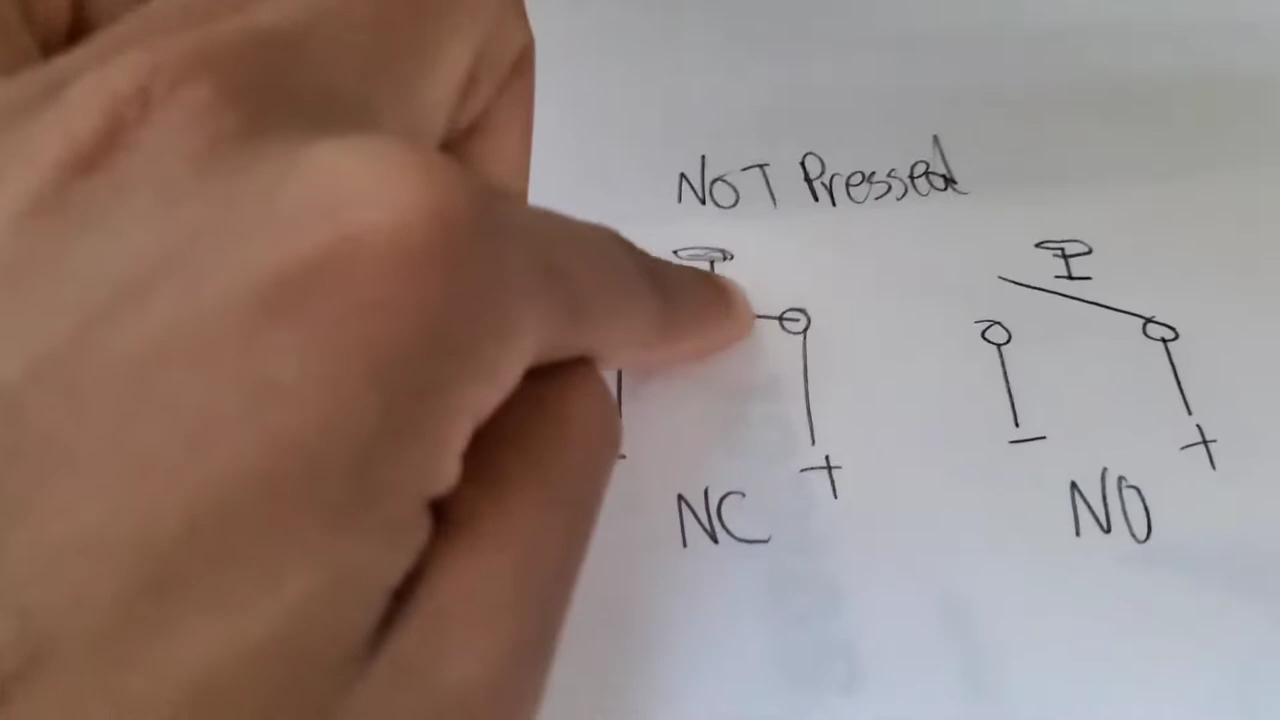 NOT Pressed
+
- +
NC NO